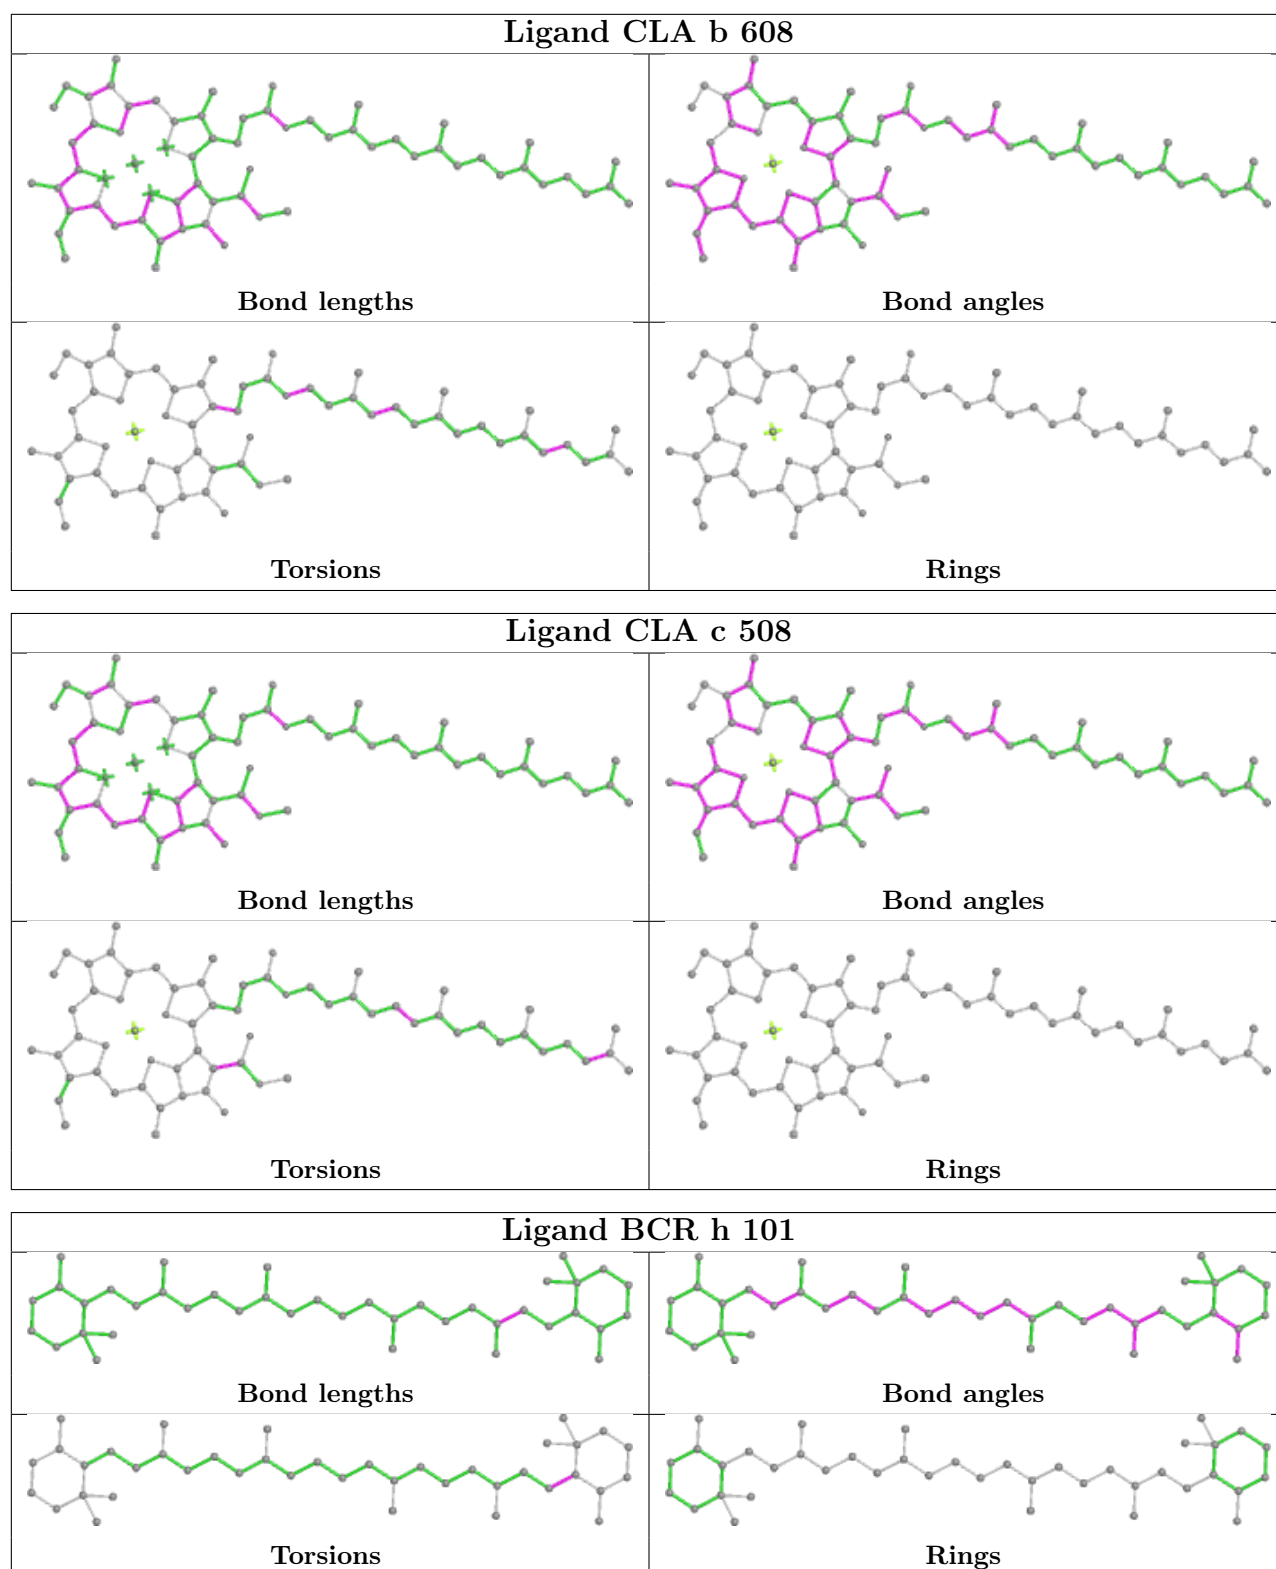 Ligand CLA b 608
Bond lengths
Bond angles
Torsions
Rings
Ligand CLA c 508
Bond lengths
Bond angles
Torsions
Rings
Ligand BCR h 101
Bond lengths
Bond angles
Torsions
Rings